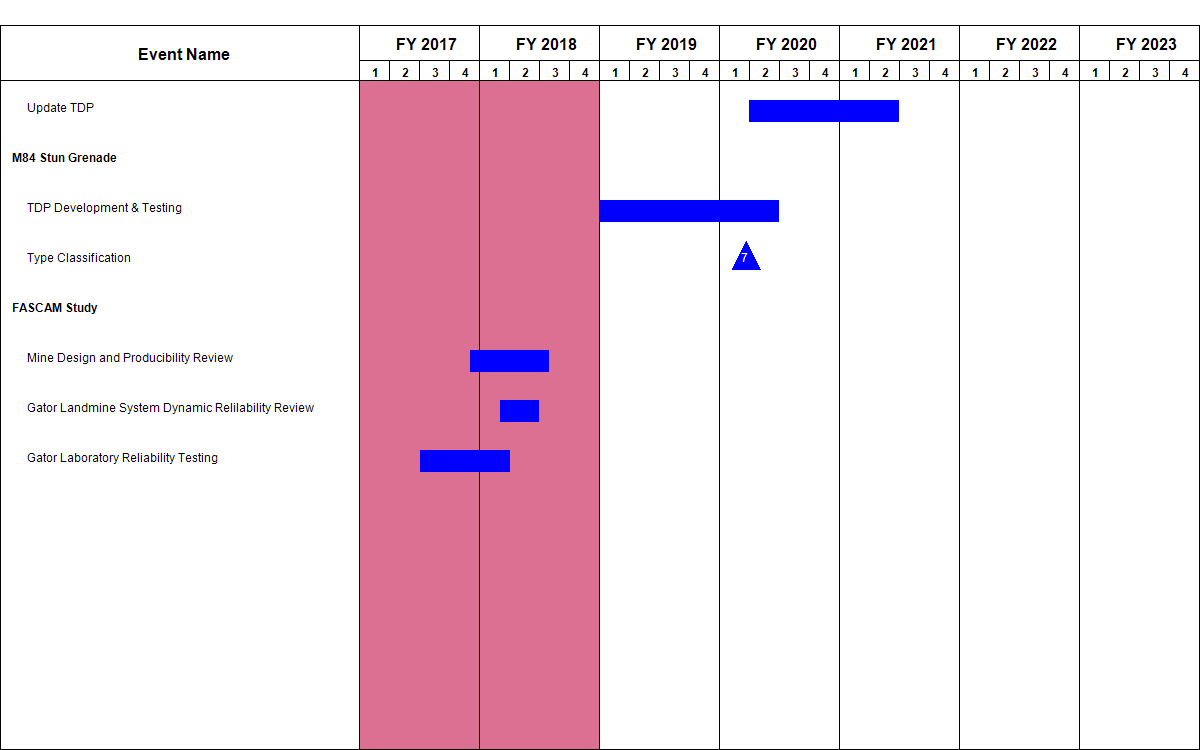 Event Name FY 2017 FY 2018 FY 2019 FY 2020 FY 2021 FY 2022 FY 2023
1 2 3 4 1 2 3 4 1 2 3 4 1 2 3 4 1 2 3 4 1 2 3 4 1 2 3 4
Update TDP
M84 Stun Grenade
TDP Development & Testing
Type Classification 7
FASCAM Study
Mine Design and Producibility Review
Gator Landmine System Dynamic Relilability Review
Gator Laboratory Reliability Testing